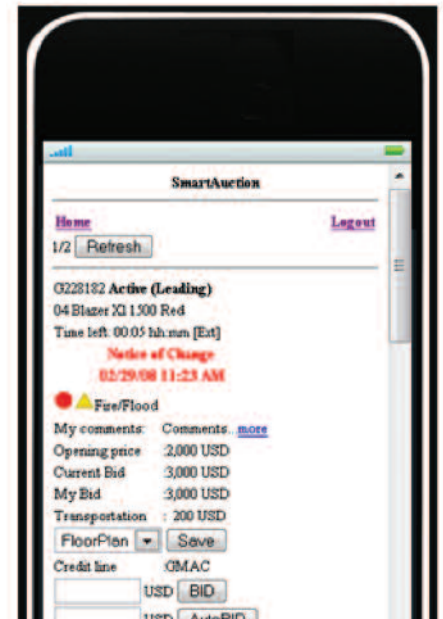 SmartAuction
Home Logout
1/2 Refresh
G228182 Active (Leading)
04 Blazer Xl 1500 Red
Time left: 00:05 hh:mm [Ext]
Notice of Change
02/29/08 11:23 AM
Fire/Flood
My comments: Comments...more
Opening price :2,000 USD
Current Bid :3,000 USD
My Bid :3,000 USD
Transportation : 200 USD
FloorPlan Save
Credit line :GMAC
USD BID
USD AutoBID